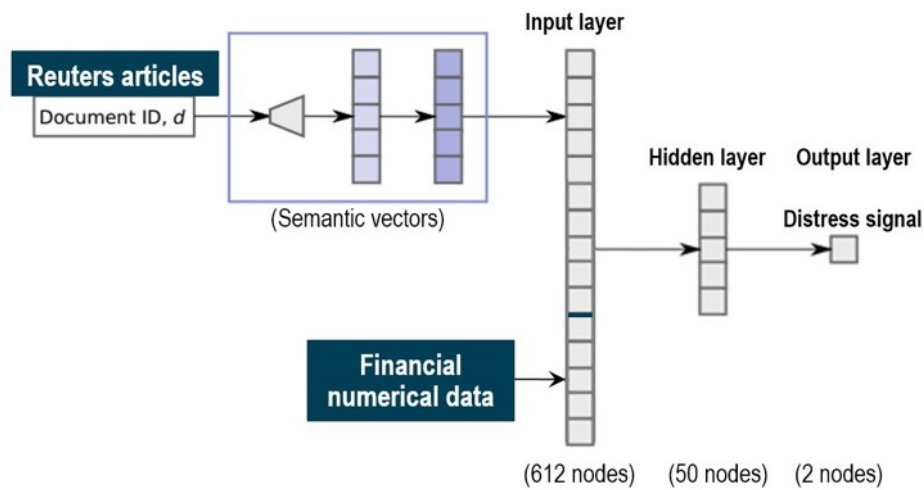 Input layer
Reuters articles
Document ID, d
(Semantic vectors)
Hidden layer
Output layer
Distress signal
Financial
numerical data
(612 nodes)
(50 nodes)
(2 nodes)